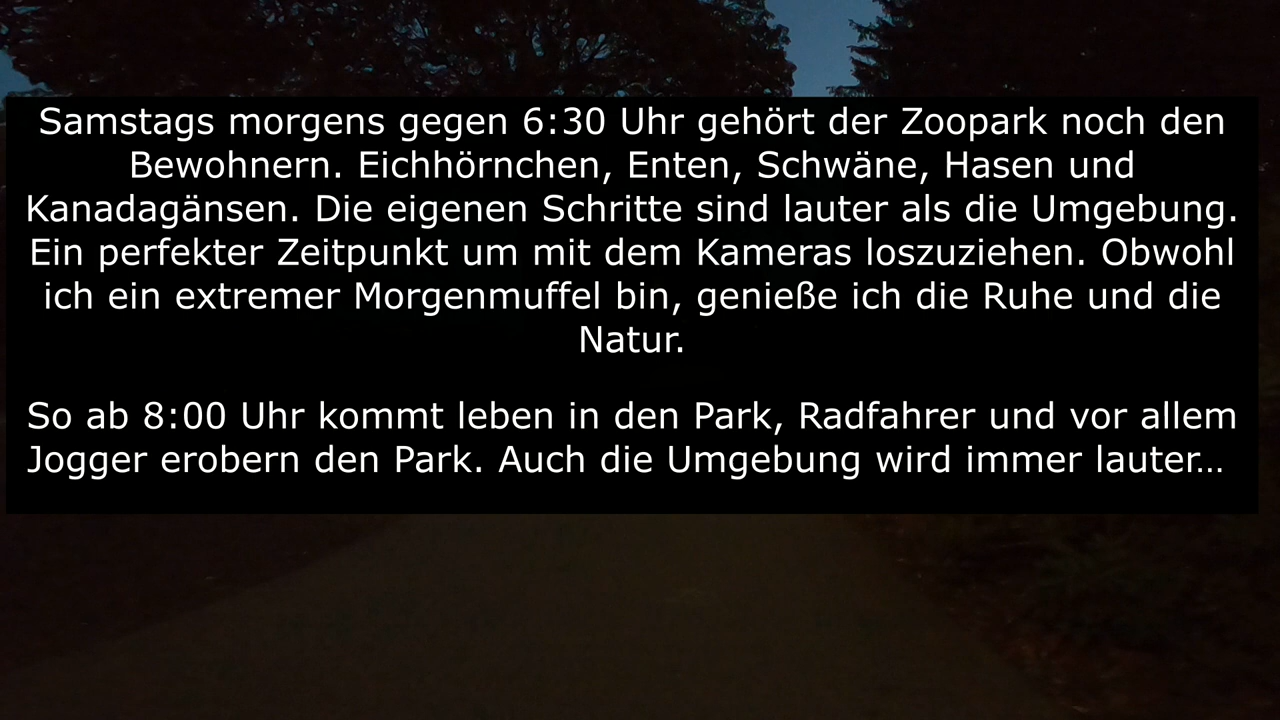 Samstags morgens gegen 6:30 Uhr gehört der Zoopark noch den
Bewohnern. Eichhörnchen, Enten, Schwäne, Hasen und
Kanadagänsen. Die eigenen Schritte sind lauter als die Umgebung.
Ein perfekter Zeitpunkt um mit dem Kameras loszuziehen. Obwohl
ich ein extremer Morgenmuffel bin, genieße ich die Ruhe und die
Natur.
So ab 8:00 Uhr kommt leben in den Park, Radfahrer und vor allem
Jogger erobern den Park. Auch die Umgebung wird immer lauter…